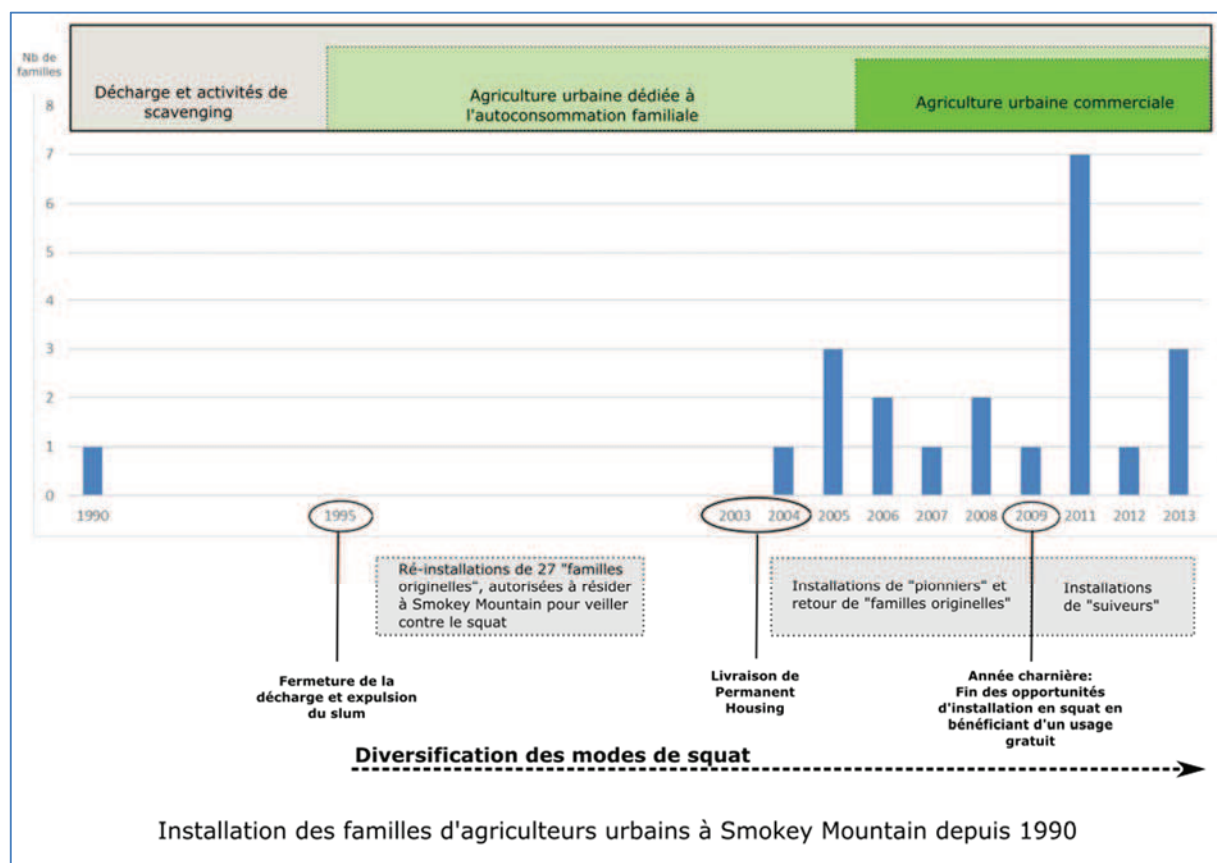 Nb de
familles
Décharge et activités de
scavenging
Agriculture urbaine dédiée à
l'autoconsommation familiale
Agriculture urbaine commerciale
8
7
6
5
4
3
2
1
0
1990 1995 2003 2004 2005 2006 2007 2008 2009 2011 2012 2013
Ré-installations de 27 "familles
originelles", autorisées à résider
à Smokey Mountain pour veiller
contre le squat
Installations de "pionniers" et
retour de "familles originelles"
Installations
de "suiveurs"
Fermeture de la
décharge et expulsion
du slum
Livraison de
Permanent
Housing
Année charnière:
Fin des opportunités
d'installation en squat en
bénéficiant d'un usage
gratuit
Diversification des modes de squat
Installation des familles d'agriculteurs urbains à Smokey Mountain depuis 1990